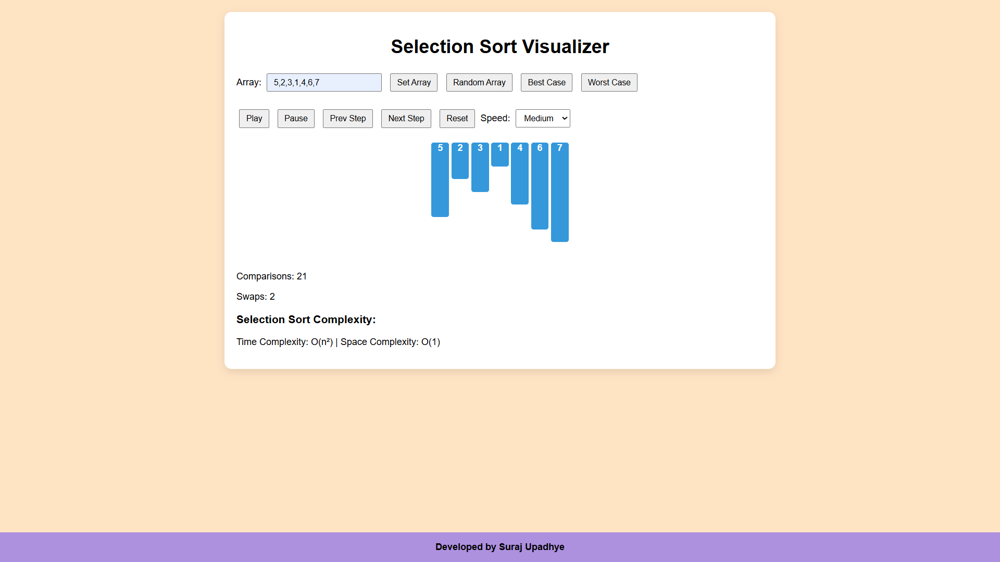 Selection Sort Visualizer
Array: 5,2,3,1,4,6,7 Set Array Random Array Best Case Worst Case
Play Pause Prev Step Next Step Reset Speed: Medium
5 2 3 1 4 6 7
Comparisons: 21
Swaps: 2
Selection Sort Complexity:
Time Complexity: O(n²) | Space Complexity: O(1)
Developed by Suraj Upadhye